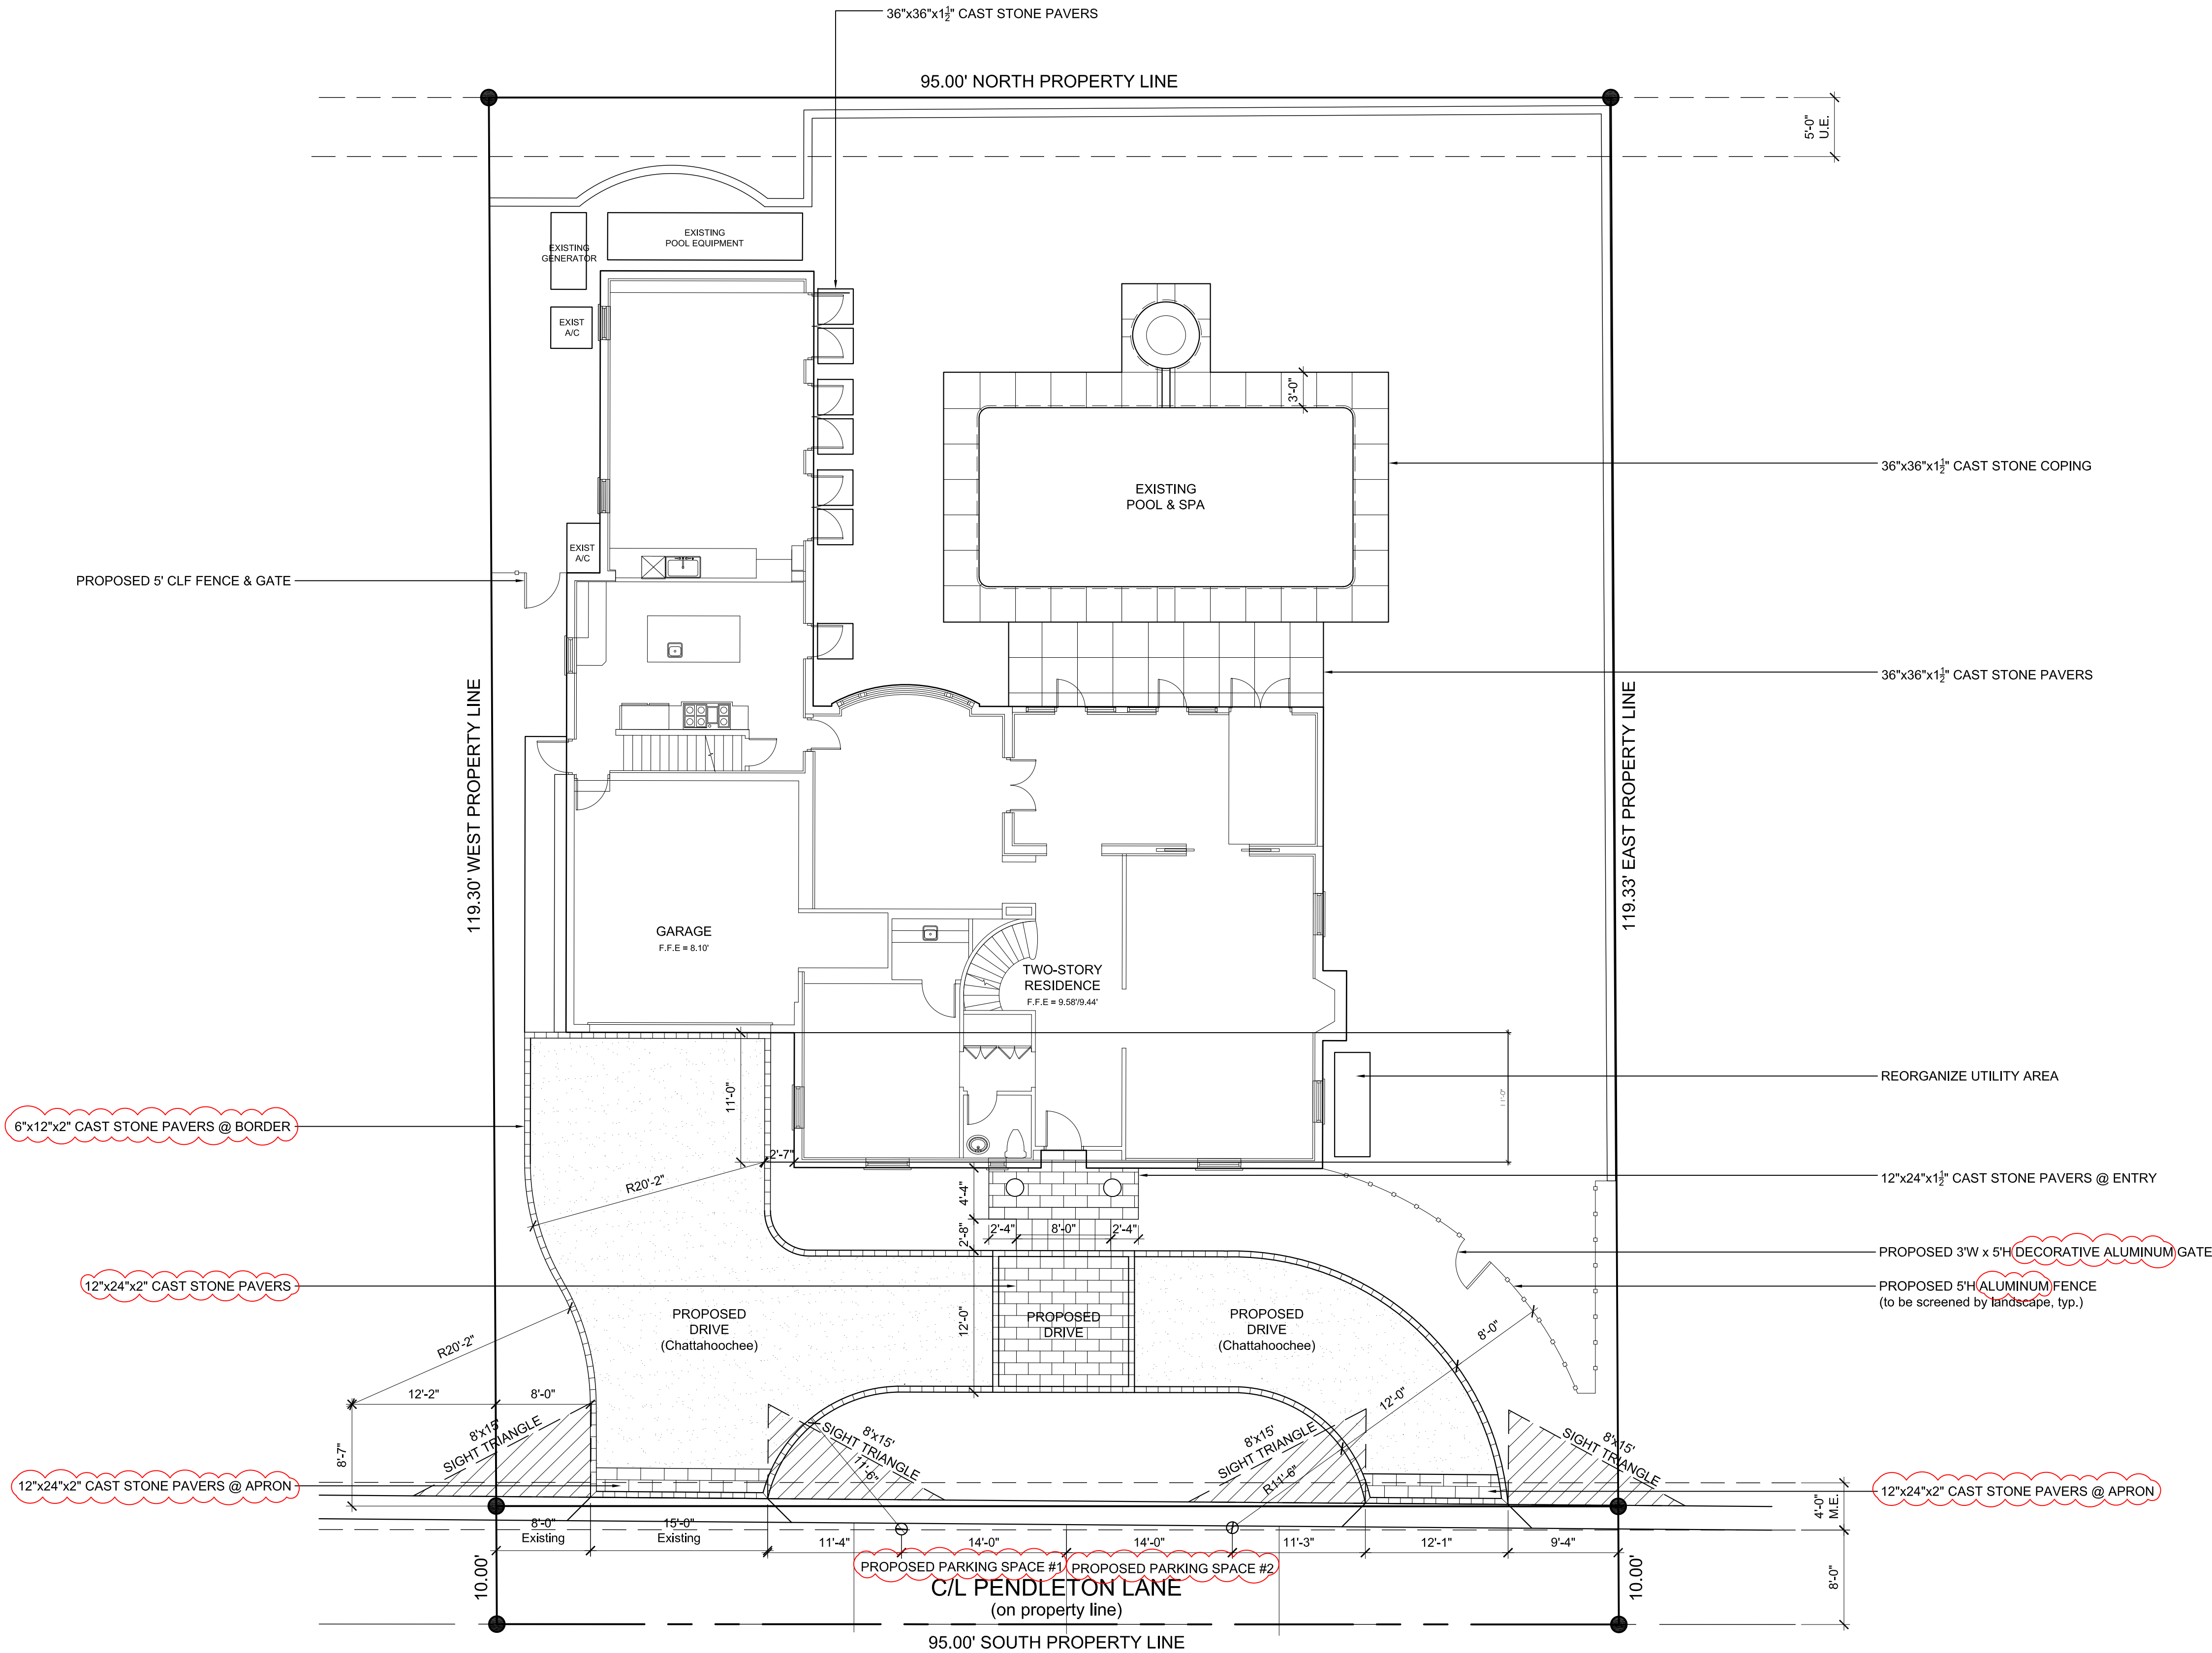 36"x36"x1½" CAST STONE PAVERS
95.00' NORTH PROPERTY LINE
5'-0"
U.E.
EXISTING
GENERATOR
EXISTING
POOL EQUIPMENT
EXIST
A/C
3'-0"
36"x36"x1½" CAST STONE COPING
EXISTING
POOL & SPA
EXIST
A/C
PROPOSED 5' CLF FENCE & GATE
36"x36"x1½" CAST STONE PAVERS
119.30' WEST PROPERTY LINE
119.33' EAST PROPERTY LINE
GARAGE
F.F.E = 8.10'
TWO-STORY
RESIDENCE
F.F.E = 9.58'/9.44'
REORGANIZE UTILITY AREA
11'-0"
11'-0"
6"x12"x2" CAST STONE PAVERS @ BORDER
2'-7"
R20'-2"
4'-4"
12"x24"x1½" CAST STONE PAVERS @ ENTRY
2'-8"
2'-4"
8'-0"
2'-4"
PROPOSED 3'W x 5'H DECORATIVE ALUMINUM GATE
12"x24"x2" CAST STONE PAVERS
PROPOSED 5'H ALUMINUM FENCE
(to be screened by landscape, typ.)
PROPOSED
DRIVE
(Chattahoochee)
12'-0"
PROPOSED
DRIVE
PROPOSED
DRIVE
(Chattahoochee)
8'-0"
R20'-2"
12'-2"
8'-0"
12'-0"
8'-7"
8'x15'
SIGHT TRIANGLE
8'x15'
SIGHT TRIANGLE
11'-6"
8'x15'
SIGHT TRIANGLE
R11'-6"
8'x15'
SIGHT TRIANGLE
12"x24"x2" CAST STONE PAVERS @ APRON
12"x24"x2" CAST STONE PAVERS @ APRON
4'-0"
M.E.
8'-0"
Existing
15'-0"
Existing
11'-4"
14'-0"
14'-0"
11'-3"
12'-1"
9'-4"
PROPOSED PARKING SPACE #1
PROPOSED PARKING SPACE #2
10.00'
C/L PENDLETON LANE
(on property line)
10.00'
8'-0"
95.00' SOUTH PROPERTY LINE